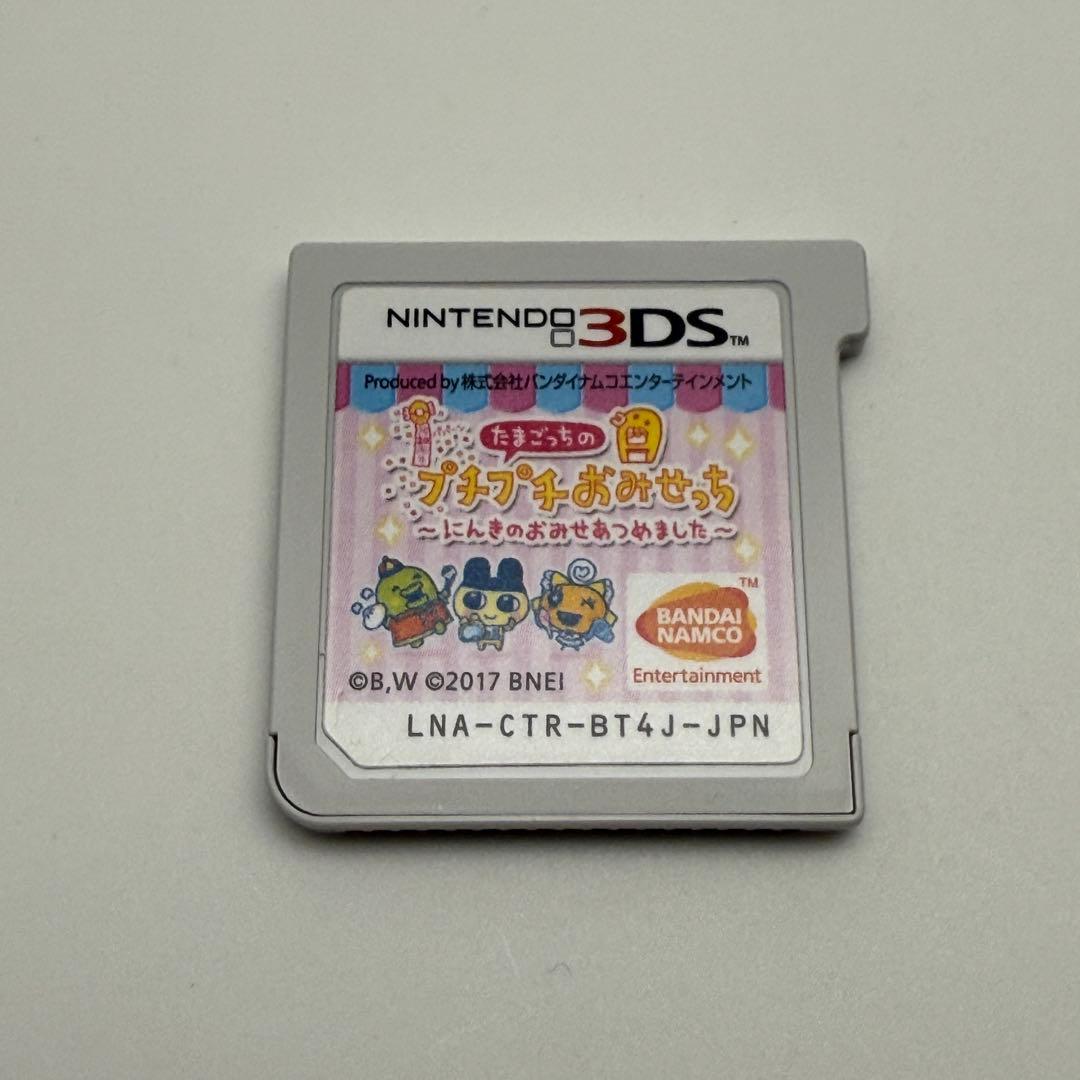 NINTENDO 3DS™
Produced by 株式会社バンダイナムコエンターテインメント
たまごっちの
プチプチおみせっち
～にんきのおみせあつめました～
BANDAI
NAMCO™
Entertainment
©B,W ©2017 BNEI
LNA-CTR-BT4J-JPN